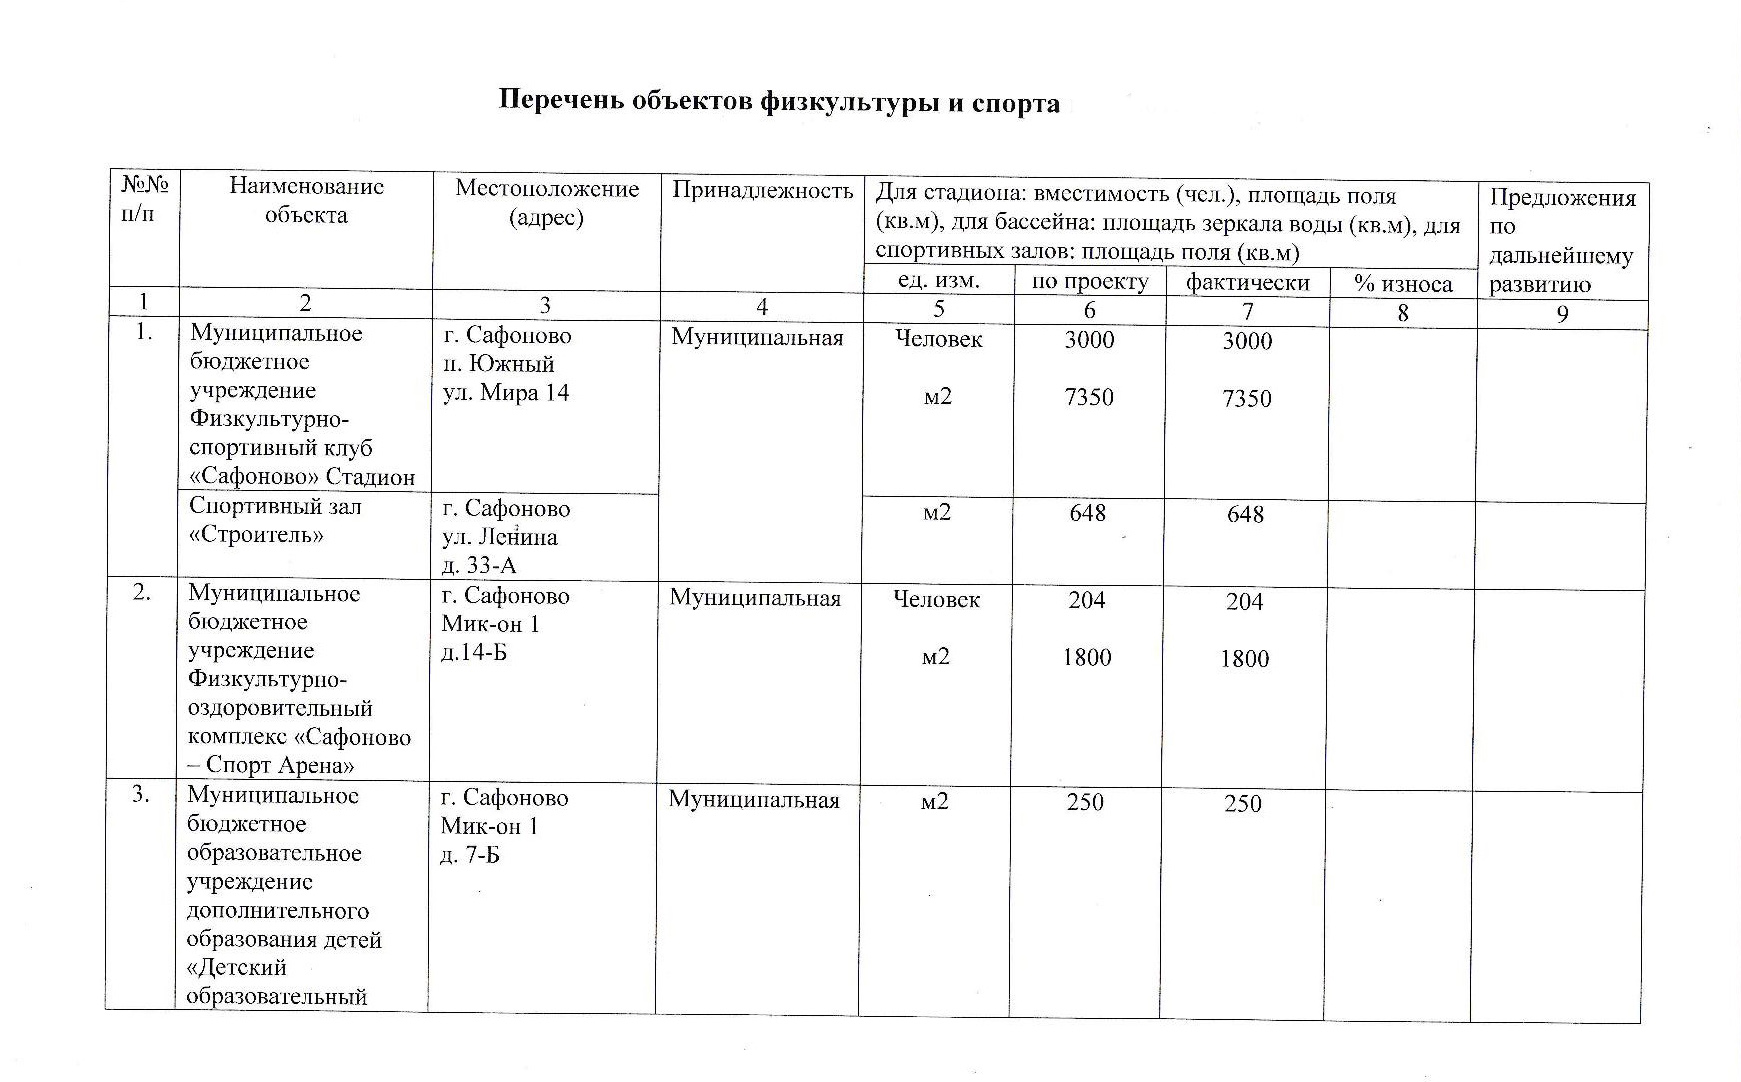 Перечень объектов физкультуры и спорта
№№ п/п
Наименование объекта
Местоположение (адрес)
Принадлежность
Для стадиона: вместимость (чел.), площадь поля
(кв.м), для бассейна: площадь зеркала воды (кв.м), для
спортивных залов: площадь поля (кв.м)
Предложения
по
дальнейшему
развитию
ед. изм.
по проекту
фактически
% износа
1 2 3 4 5 6 7 8 9
1.
Муниципальное
бюджетное
учреждение
Физкультурно-
спортивный клуб
«Сафоново» Стадион
г. Сафоново
п. Южный
ул. Мира 14
Муниципальная
Человек 3000 3000
м2 7350 7350
Спортивный зал
«Строитель»
г. Сафоново
ул. Ленина
д. 33-А
м2 648 648
2.
Муниципальное
бюджетное
учреждение
Физкультурно-
оздоровительный
комплекс «Сафоново
– Спорт Арена»
г. Сафоново
Мик-он 1
д.14-Б
Муниципальная
Человек 204 204
м2 1800 1800
3.
Муниципальное
бюджетное
образовательное
учреждение
дополнительного
образования детей
«Детский
образовательный
г. Сафоново
Мик-он 1
д. 7-Б
Муниципальная
м2 250 250